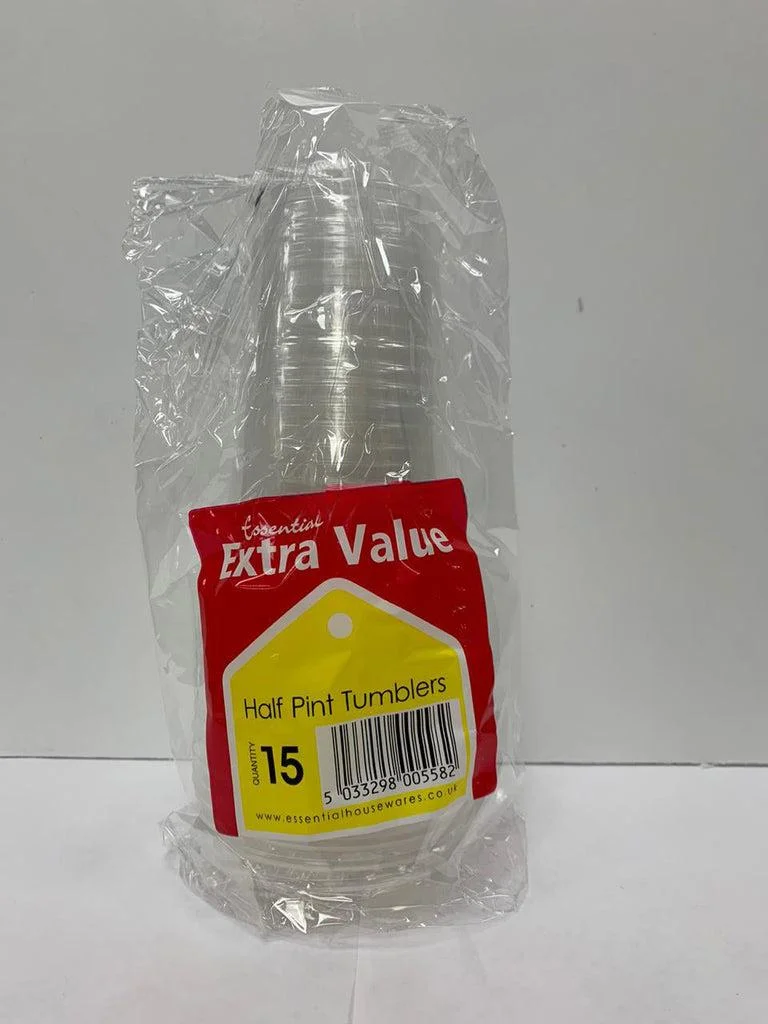 Essential
Extra Value
Half Pint Tumblers
QUANTITY
15
5 033298 005582
www.essentialhousewares.co.uk